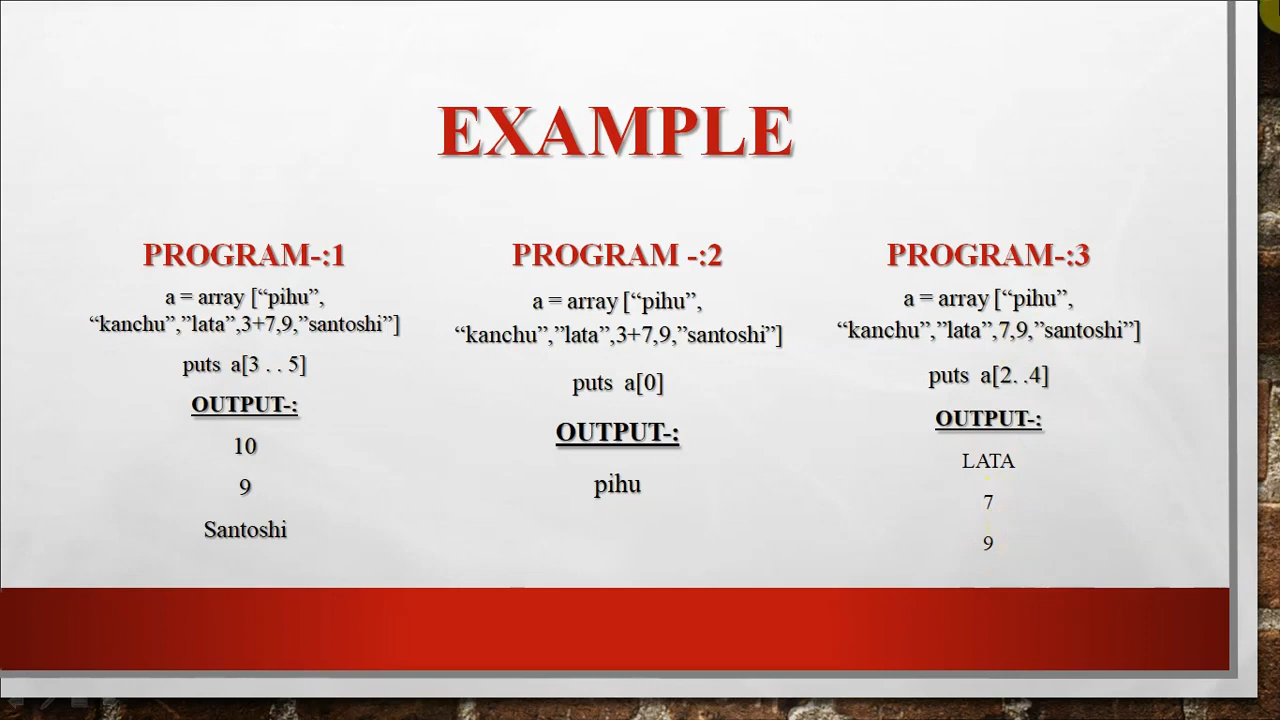 EXAMPLE
PROGRAM-:1
a = array [“pihu”,
“kanchu”,”lata”,3+7,9,”santoshi”]
puts a[3 . . 5]
OUTPUT-:
10
9
Santoshi
PROGRAM -:2
a = array [“pihu”,
“kanchu”,”lata”,3+7,9,”santoshi”]
puts a[0]
OUTPUT-:
pihu
PROGRAM-:3
a = array [“pihu”,
“kanchu”,”lata”,7,9,”santoshi”]
puts a[2. .4]
OUTPUT-:
LATA
7
9